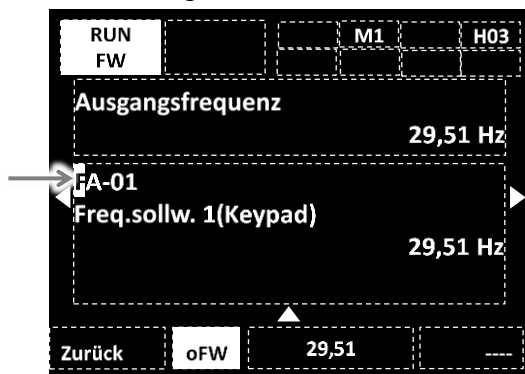 RUN M1 H03
FW
Ausgangsfrequenz
29,51 Hz
FA-01
Freq.sollw. 1(Keypad)
29,51 Hz
Zurück oFW 29,51 ----